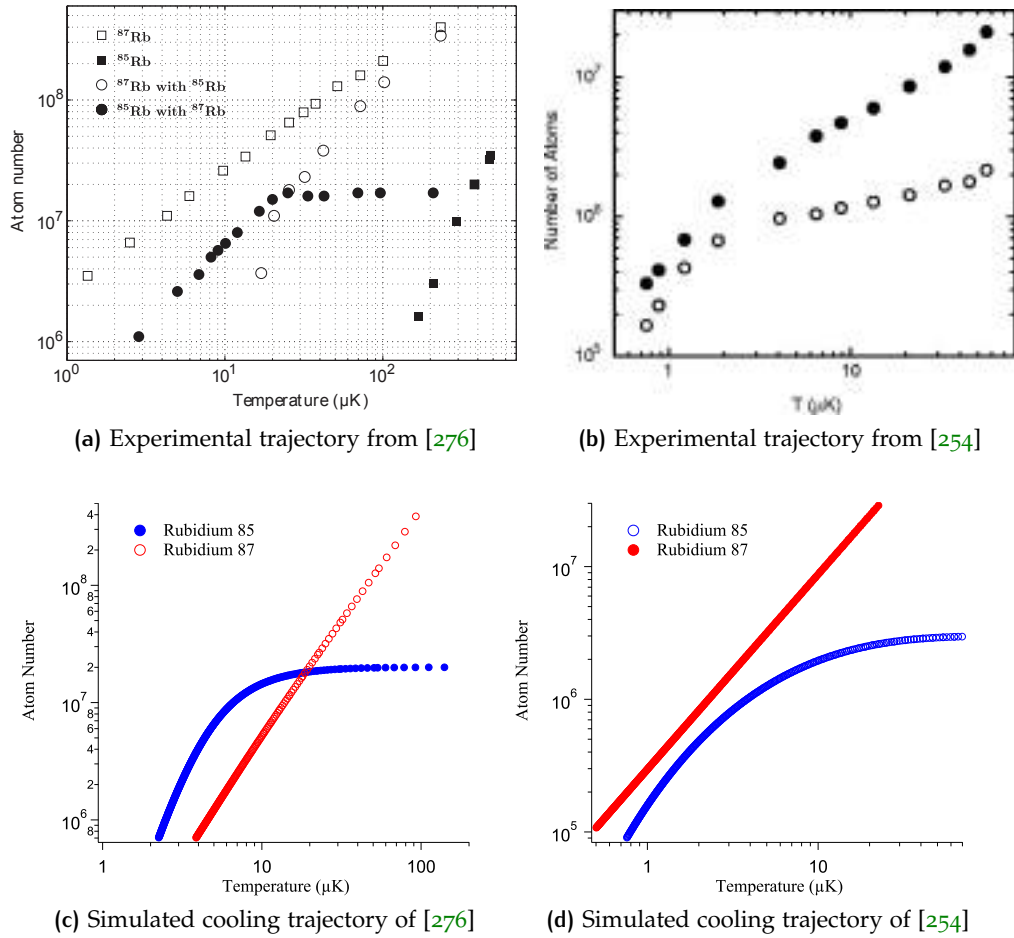 10⁸
10⁷
10⁶
Atom number
⁸⁷Rb
⁸⁵Rb
⁸⁷Rb with ⁸⁵Rb
⁸⁵Rb with ⁸⁷Rb
10⁰
10¹
10²
Temperature (µK)
(a) Experimental trajectory from [276]
10⁷
10⁶
10⁵
Number of Atoms
1
10
T (µK)
(b) Experimental trajectory from [254]
4
2
10⁸
8
6
4
2
10⁷
8
6
4
2
10⁶
8
Atom Number
Rubidium 85
Rubidium 87
1
10
100
Temperature (µK)
(c) Simulated cooling trajectory of [276]
10⁷
10⁶
10⁵
Atom Number
Rubidium 85
Rubidium 87
1
10
Temperature (µK)
(d) Simulated cooling trajectory of [254]